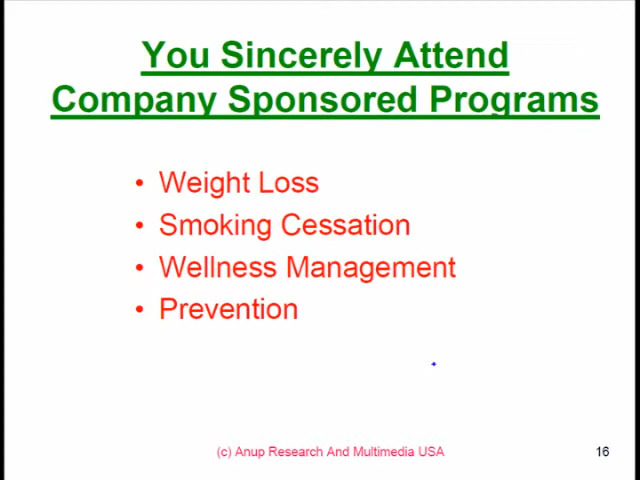 You Sincerely Attend
Company Sponsored Programs
• Weight Loss
• Smoking Cessation
• Wellness Management
• Prevention
(c) Anup Research And Multimedia USA
16